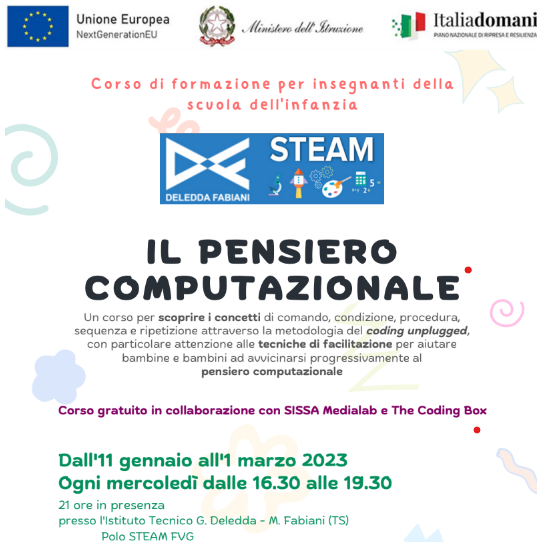 Unione Europea
NextGenerationEU
Ministero dell'Istruzione
Italiadomani
PIANO NAZIONALE DI RIPRESA E RESILIENZA
Corso di formazione per insegnanti della
scuola dell'infanzia
STEAM
DELEDDA FABIANI
IL PENSIERO
COMPUTAZIONALE
Un corso per scoprire i concetti di comando, condizione, procedura,
sequenza e ripetizione attraverso la metodologia del coding unplugged,
con particolare attenzione alle tecniche di facilitazione per aiutare
bambine e bambini ad avvicinarsi progressivamente al
pensiero computazionale
Corso gratuito in collaborazione con SISSA Medialab e The Coding Box
Dall'11 gennaio all'1 marzo 2023
Ogni mercoledì dalle 16.30 alle 19.30
21 ore in presenza
presso l'Istituto Tecnico G. Deledda - M. Fabiani (TS)
Polo STEAM FVG